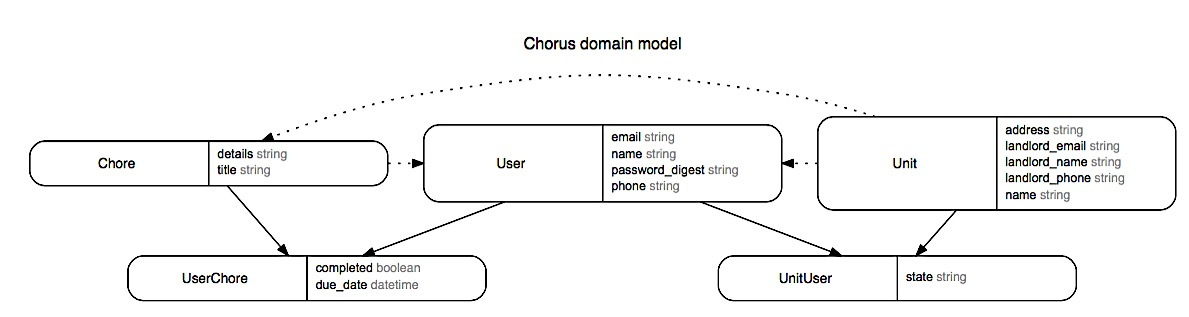 Chorus domain model
Chore
details string
title string
User
email string
name string
password_digest string
phone string
Unit
address string
landlord_email string
landlord_name string
landlord_phone string
name string
UserChore
completed boolean
due_date datetime
UnitUser
state string